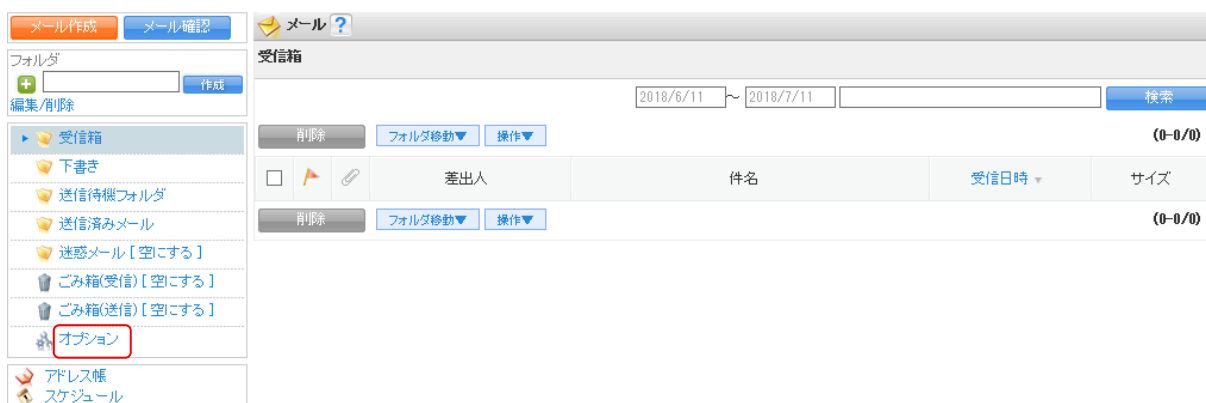 メール作成 メール確認
フォルダ
作成
編集/削除
受信箱
下書き
送信待機フォルダ
送信済みメール
迷惑メール [ 空にする ]
ごみ箱(受信) [ 空にする ]
ごみ箱(送信) [ 空にする ]
オプション
アドレス帳
スケジュール
メール ?
受信箱
2018/6/11 ～ 2018/7/11 検索
削除 フォルダ移動▼ 操作▼ (0-0/0)
差出人 件名 受信日時 ▼ サイズ
削除 フォルダ移動▼ 操作▼ (0-0/0)